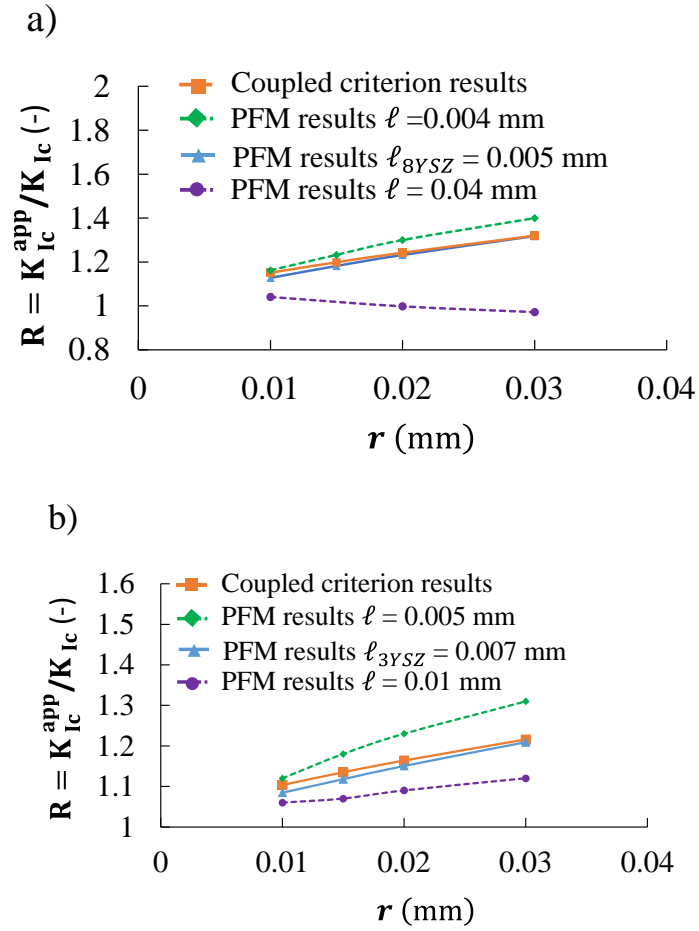 a)
R = K_Ic^app/K_Ic (-)
2
1.8
1.6
1.4
1.2
1
0.8
Coupled criterion results
PFM results ℓ =0.004 mm
PFM results ℓ_8YSZ = 0.005 mm
PFM results ℓ = 0.04 mm
0 0.01 0.02 0.03 0.04
r (mm)
b)
R = K_Ic^app/K_Ic (-)
1.6
1.5
1.4
1.3
1.2
1.1
1
Coupled criterion results
PFM results ℓ = 0.005 mm
PFM results ℓ_3YSZ = 0.007 mm
PFM results ℓ = 0.01 mm
0 0.01 0.02 0.03 0.04
r (mm)